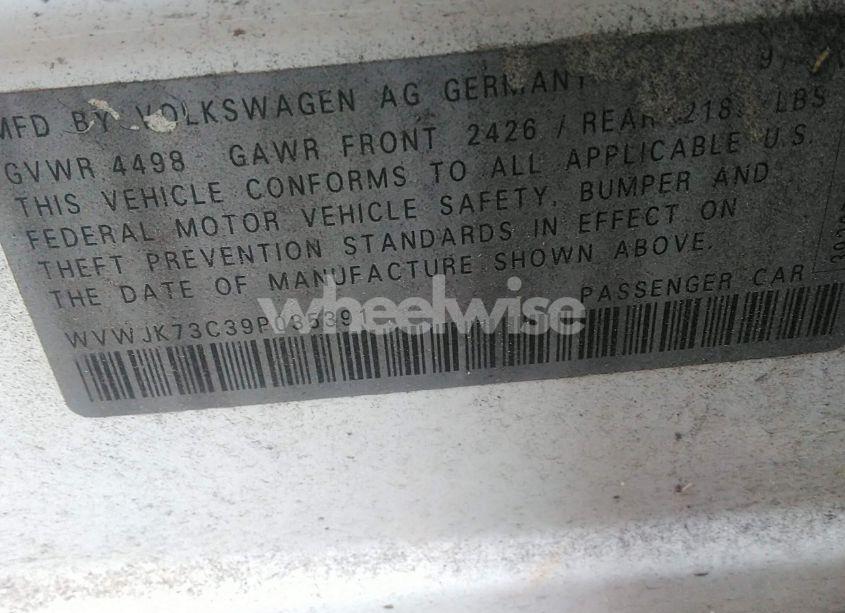 MFD BY VOLKSWAGEN AG GERMANY
GVWR 4498 GAWR FRONT 2426 / REAR LBS
THIS VEHICLE CONFORMS TO ALL APPLICABLE U.S.
FEDERAL MOTOR VEHICLE SAFETY, BUMPER AND
THEFT PREVENTION STANDARDS IN EFFECT ON
THE DATE OF MANUFACTURE SHOWN ABOVE.
PASSENGER CAR
WVWJK73C39P035391
wheelwise